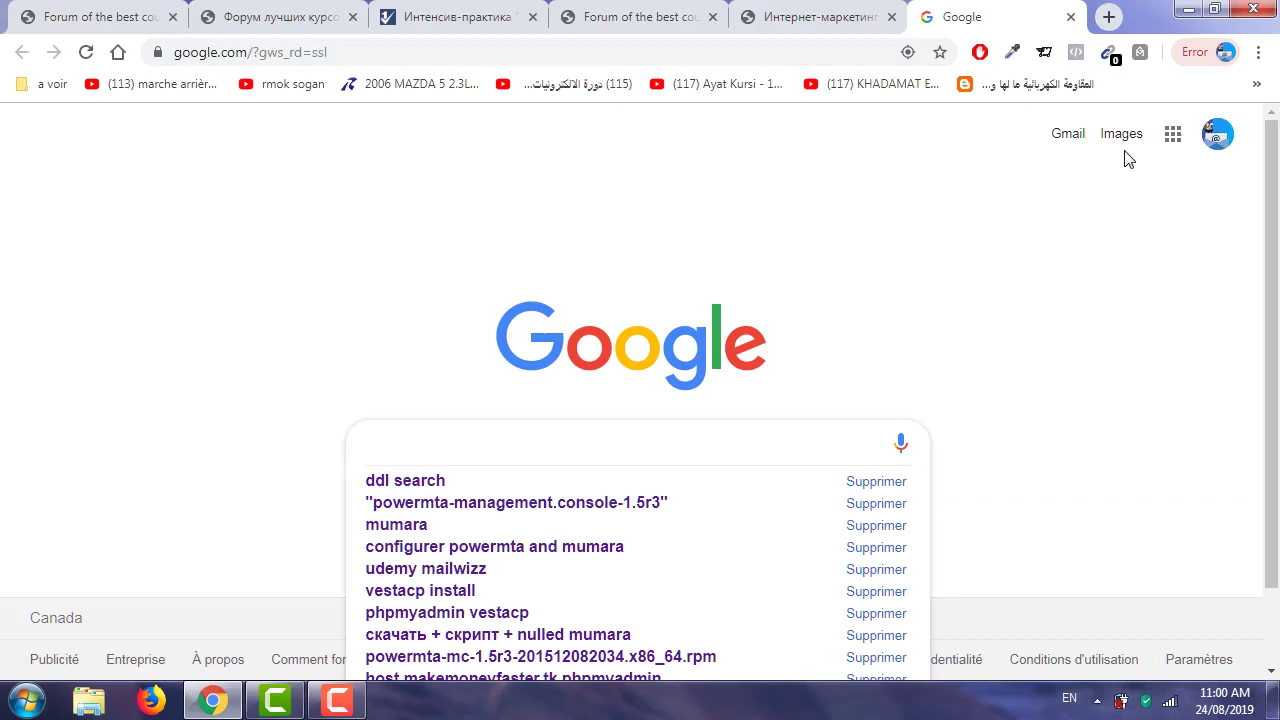 Forum of the best cou
Форум лучших курсо
Интенсив-практика
Forum of the best cou
Интернет-маркетинг
Google
google.com/?gws_rd=ssl
0
Error
a voir
(113) marche arrièr...
rmok sogan
2006 MAZDA 5 2.3L...
(115) دورة الالكترونيات...
(117) Ayat Kursi - 1...
(117) KHADAMAT E...
المقاومة الكهربائية ما لها و...
»
Gmail
Images
@
Google
ddl search
Supprimer
"powermta-management.console-1.5r3"
Supprimer
mumara
Supprimer
configurer powermta and mumara
Supprimer
udemy mailwizz
Supprimer
vestacp install
Supprimer
phpmyadmin vestacp
Supprimer
скачать + скрипт + nulled mumara
Supprimer
powermta-mc-1.5r3-201512082034.x86_64.rpm
Supprimer
host.makemoneyfaster.tk phpmyadmin
Supprimer
Canada
Publicité
Entreprise
À propos
Comment for
dentialité
Conditions d'utilisation
Paramètres
EN
11:00 AM
24/08/2019